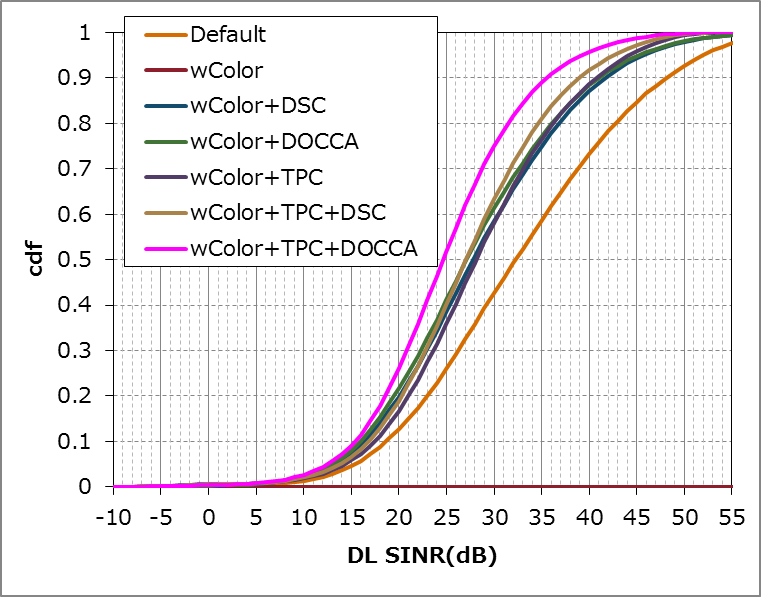 Default
wColor
wColor+DSC
wColor+DOCCA
wColor+TPC
wColor+TPC+DSC
wColor+TPC+DOCCA
1
0.9
0.8
0.7
0.6
0.5
0.4
0.3
0.2
0.1
0
cdf
-10 -5 0 5 10 15 20 25 30 35 40 45 50 55
DL SINR(dB)